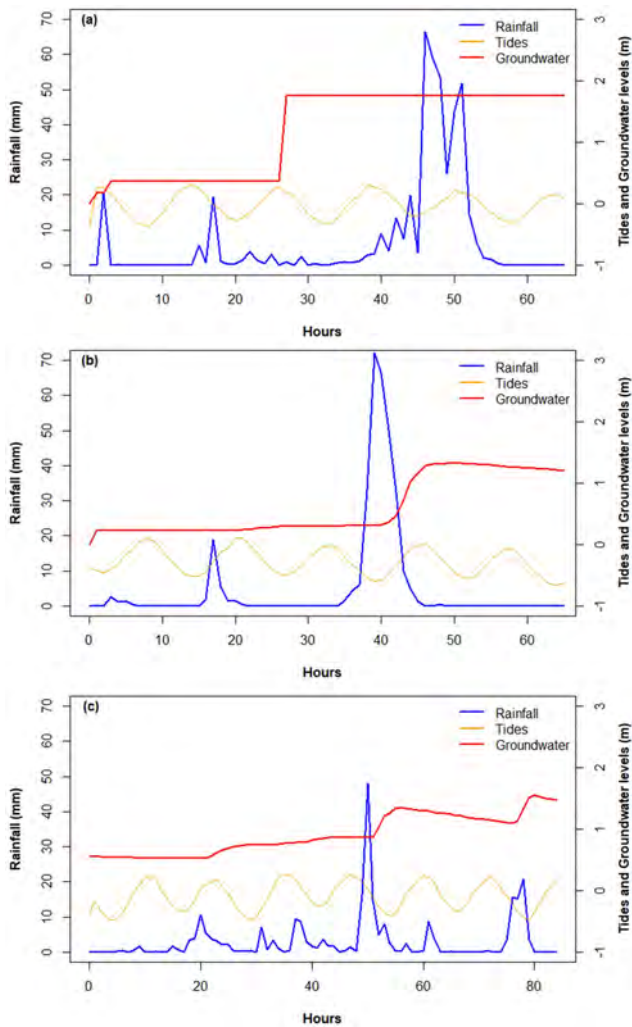 (a)
Rainfall
Tides
Groundwater
Rainfall (mm)
70
60
50
40
30
20
10
0
Tides and Groundwater levels (m)
3
2
1
0
-1
0 10 20 30 40 50 60
Hours
(b)
Rainfall
Tides
Groundwater
Rainfall (mm)
70
60
50
40
30
20
10
0
Tides and Groundwater levels (m)
3
2
1
0
-1
0 10 20 30 40 50 60
Hours
(c)
Rainfall
Tides
Groundwater
Rainfall (mm)
70
60
50
40
30
20
10
0
Tides and Groundwater levels (m)
3
2
1
0
-1
0 20 40 60 80
Hours